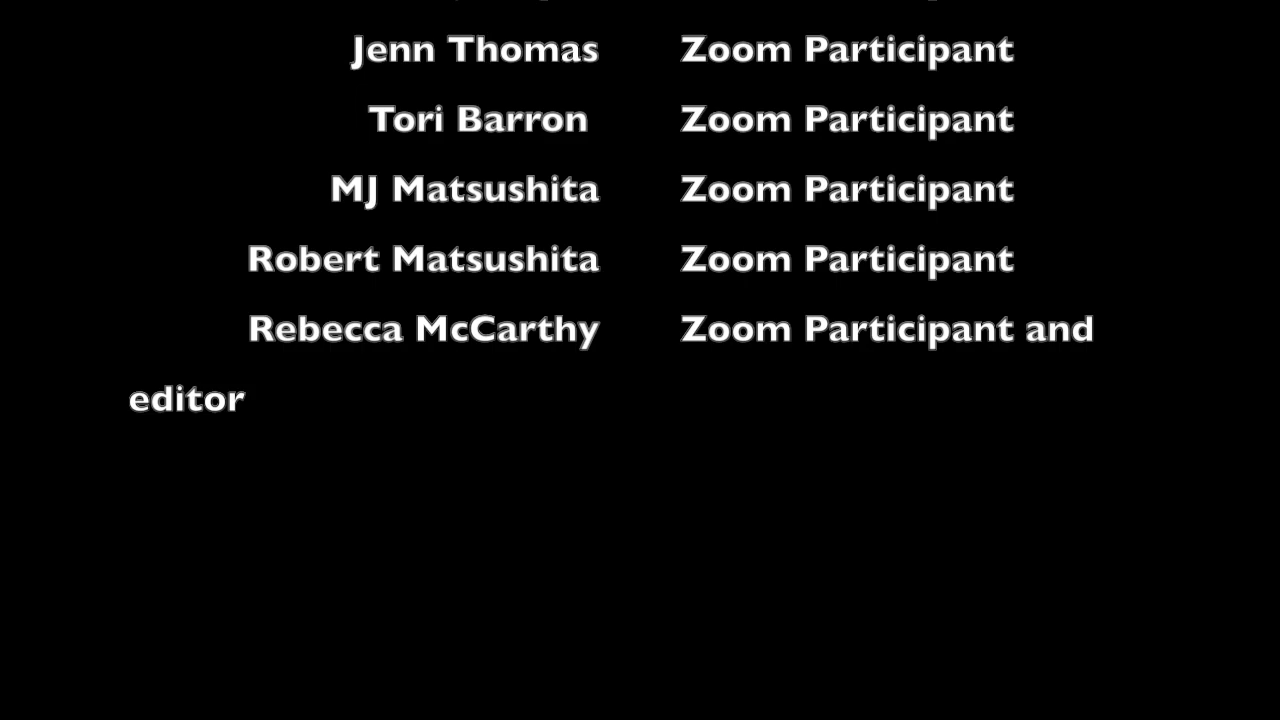 Jenn Thomas Zoom Participant
Tori Barron Zoom Participant
MJ Matsushita Zoom Participant
Robert Matsushita Zoom Participant
Rebecca McCarthy Zoom Participant and
editor